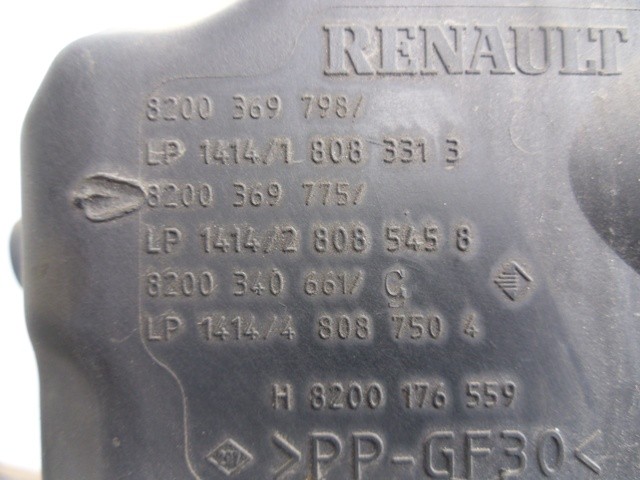 RENAULT
8200 369 798/
LP 1414/1 808 331 3
8200 369 775/
LP 1414/2 808 545 8
8200 340 661/ C
LP 1414/4 808 750 4
H 8200 176 559
>PP-GF30<